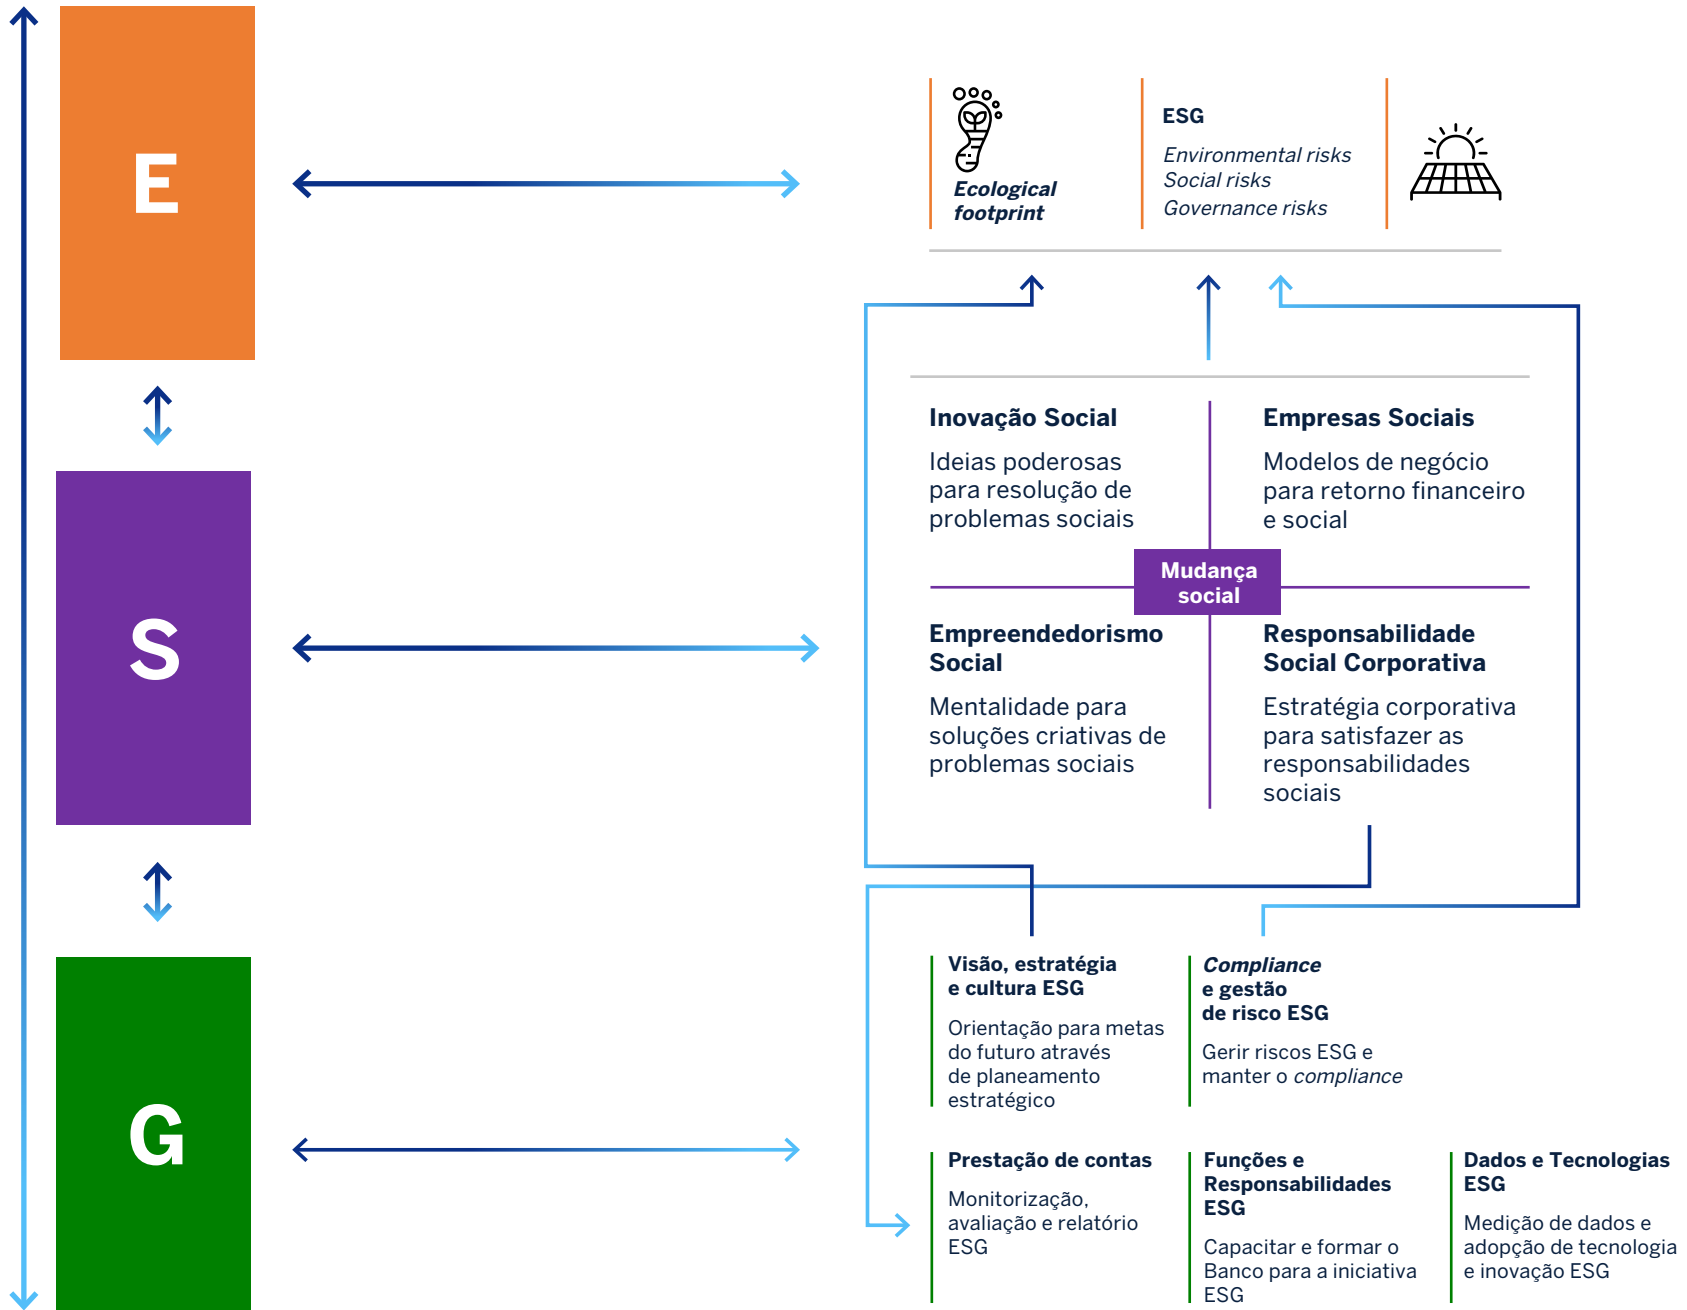 E
Ecological
footprint
ESG
Environmental risks
Social risks
Governance risks
S
Inovação Social
Ideias poderosas
para resolução de
problemas sociais
Empresas Sociais
Modelos de negócio
para retorno financeiro
e social
Mudança
social
Empreendedorismo
Social
Mentalidade para
soluções criativas de
problemas sociais
Responsabilidade
Social Corporativa
Estratégia corporativa
para satisfazer as
responsabilidades
sociais
G
Visão, estratégia
e cultura ESG
Orientação para metas
do futuro através
de planeamento
estratégico
Compliance
e gestão
de risco ESG
Gerir riscos ESG e
manter o compliance
Prestação de contas
Monitorização,
avaliação e relatório
ESG
Funções e
Responsabilidades
ESG
Capacitar e formar o
Banco para a iniciativa
ESG
Dados e Tecnologias
ESG
Medição de dados e
adopção de tecnologia
e inovação ESG